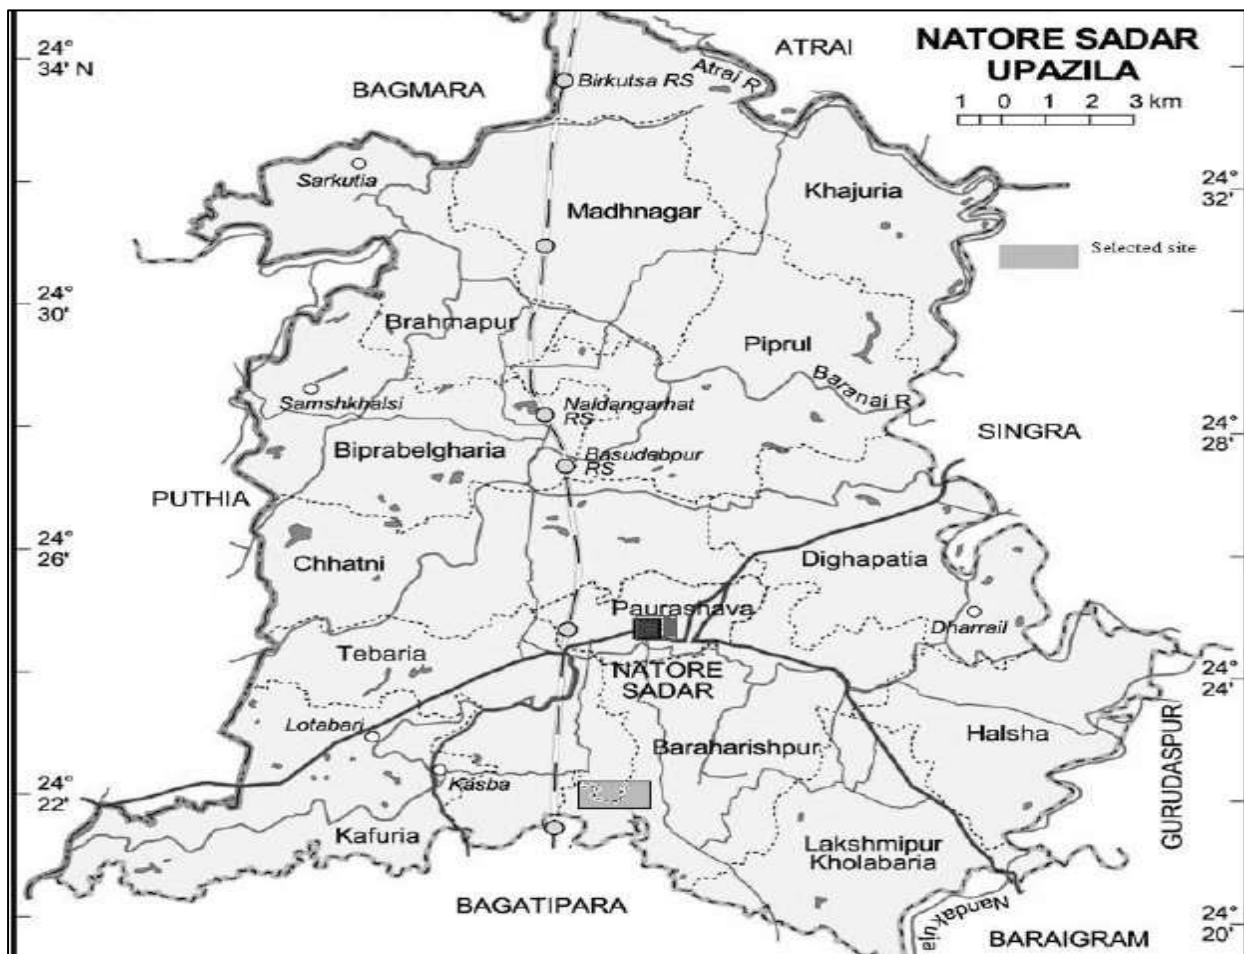 NATORE SADAR
UPAZILA
1 0 1 2 3 km
ATRAI
24°
34′ N
Atrai R
Birkutsa RS
BAGMARA
Sarkutia
24°
32′
Khajuria
Madhnagar
Selected site
24°
30′
Brahmapur
Piprul
Baranai R
Samshkhalsi
Naldangarhat
RS
24°
28′
SINGRA
Biprabelgharia
Basudebpur
RS
PUTHIA
24°
26′
Chhatni
Dighapatia
Paurashava
Dharrail
Tebaria
NATORE
SADAR
24°
24′
Lotabari
Baraharishpur
Halsha
GURUDASPUR
24°
22′
Kasba
Kafuria
Lakshmipur
Kholabaria
BAGATIPARA
Nandakuja
24°
20′
BARAIGRAM